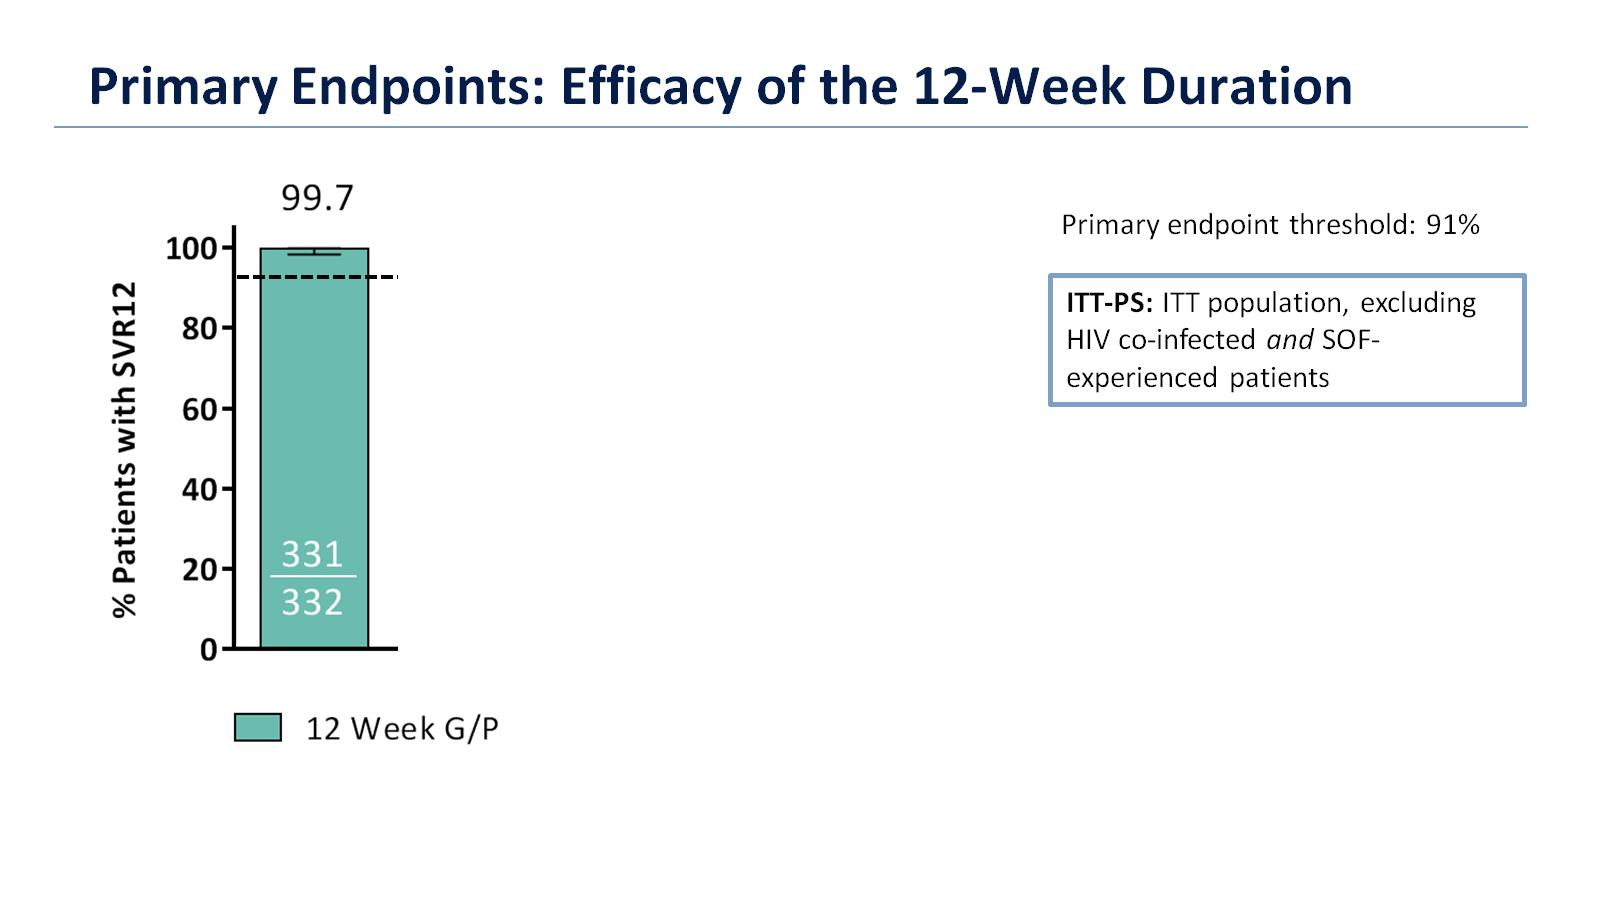 Primary Endpoints: Efficacy of the 12-Week Duration
99.7
% Patients with SVR12
100
80
60
40
20
0
331
332
12 Week G/P
Primary endpoint threshold: 91%
ITT-PS: ITT population, excluding
HIV co-infected and SOF-
experienced patients